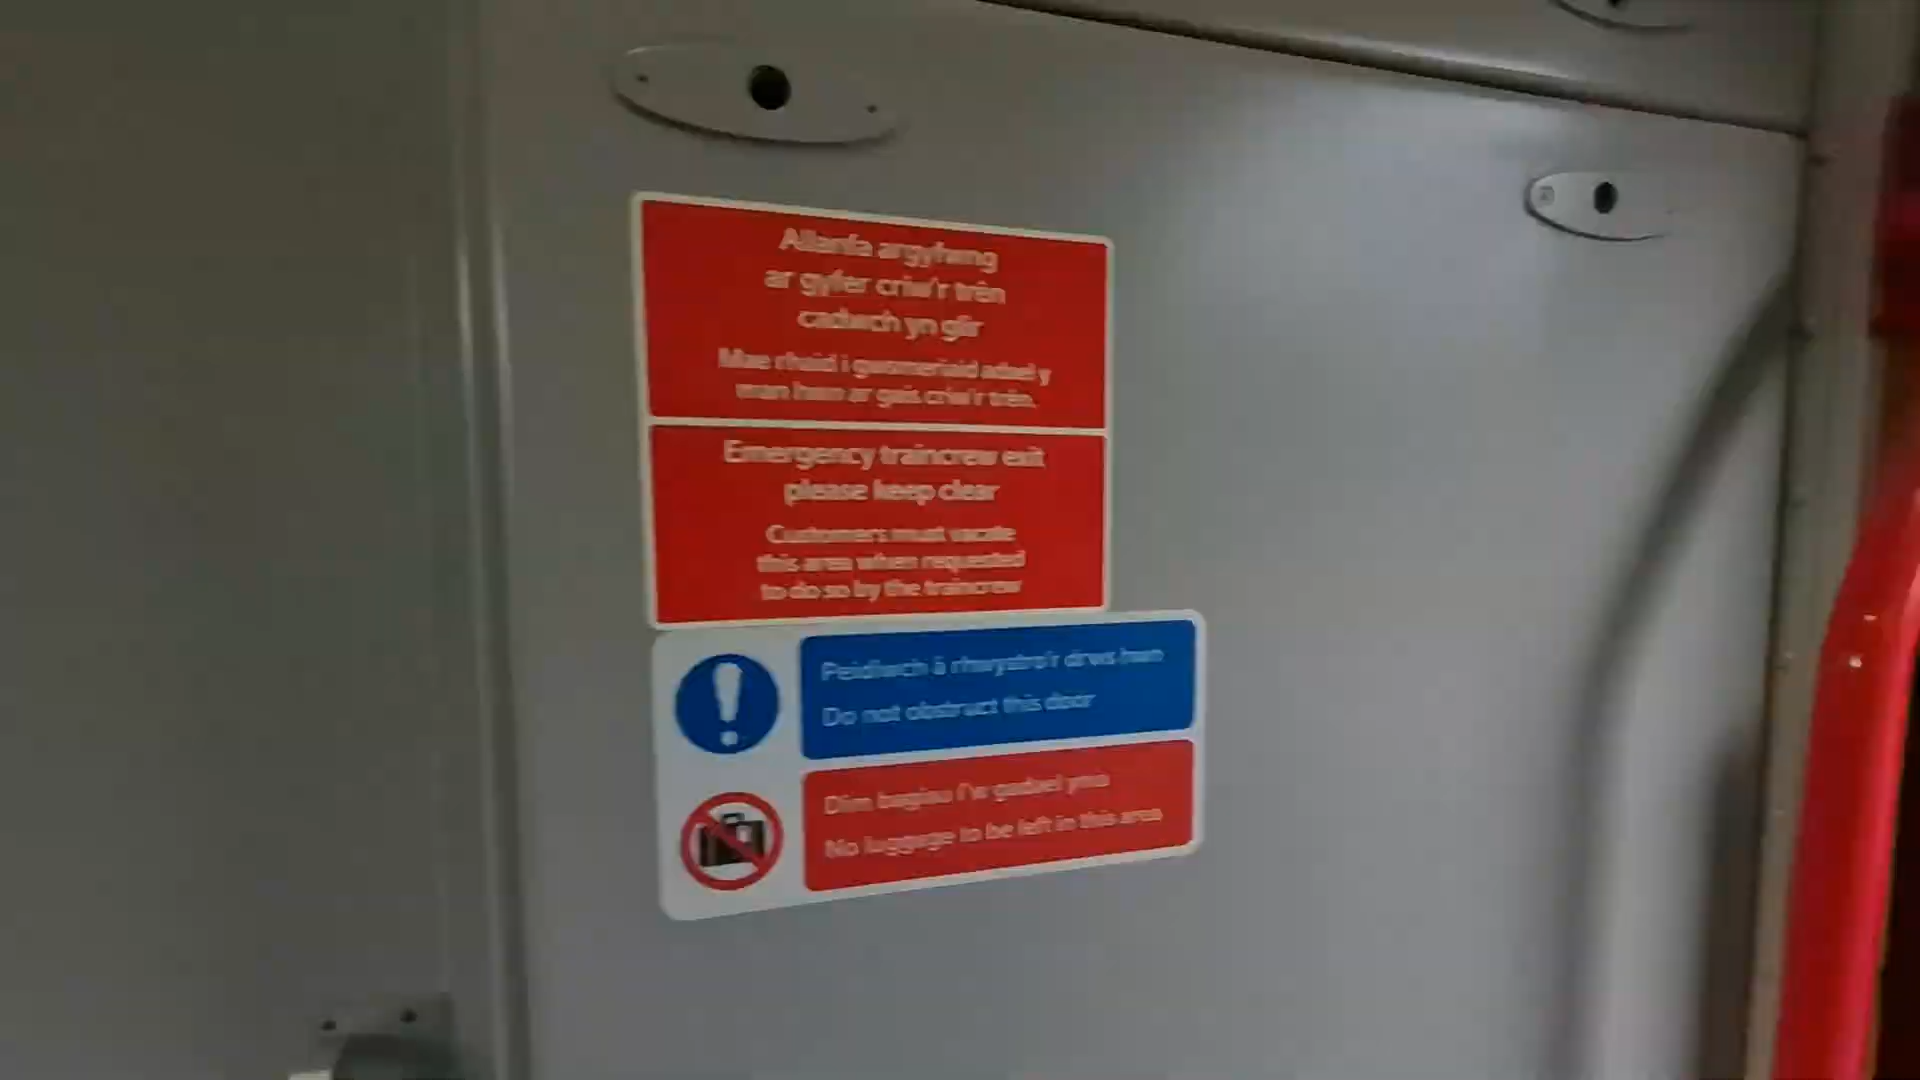 Allanfa argyfwng
ar gyfer criw'r trên
cadwch yn glir
Mae rhaid i gwsmeriaid adael y
man hwn ar gais criw'r trên.
Emergency traincrew exit
please keep clear
Customers must vacate
this area when requested
to do so by the traincrew
Peidiwch â rhwystro'r drws hwn
Do not obstruct this door
Dim bagiau i'w gadael yma
No luggage to be left in this area